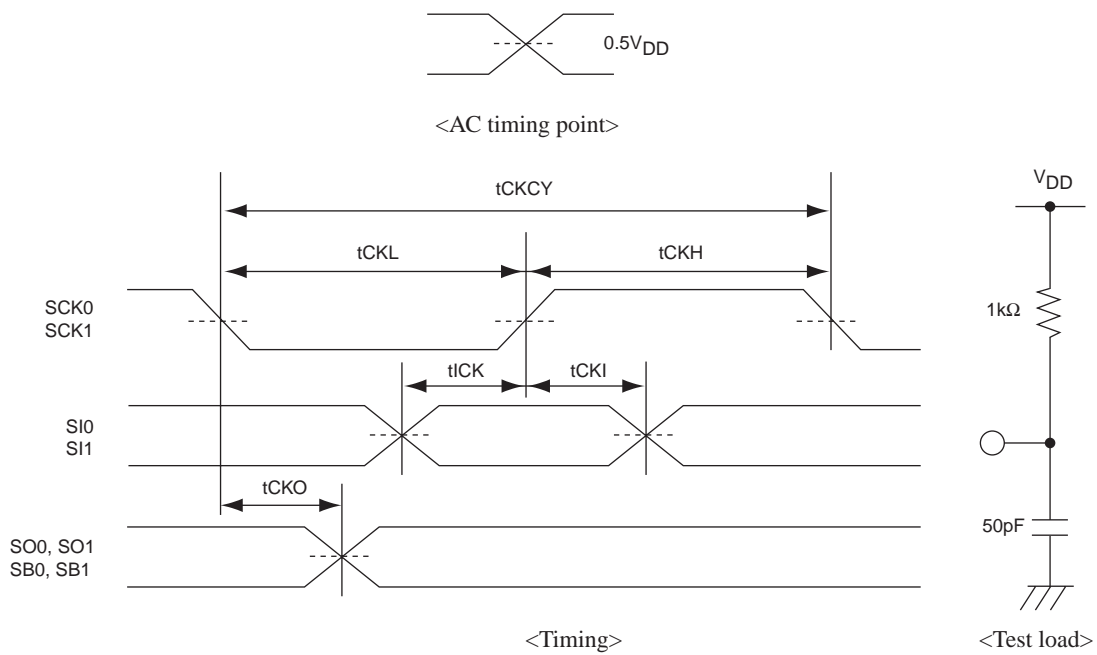 0.5VDD
<AC timing point>
tCKCY
VDD
tCKL
tCKH
SCK0
SCK1
1kΩ
tICK
tCKI
SI0
SI1
tCKO
50pF
SO0, SO1
SB0, SB1
<Timing>
<Test load>